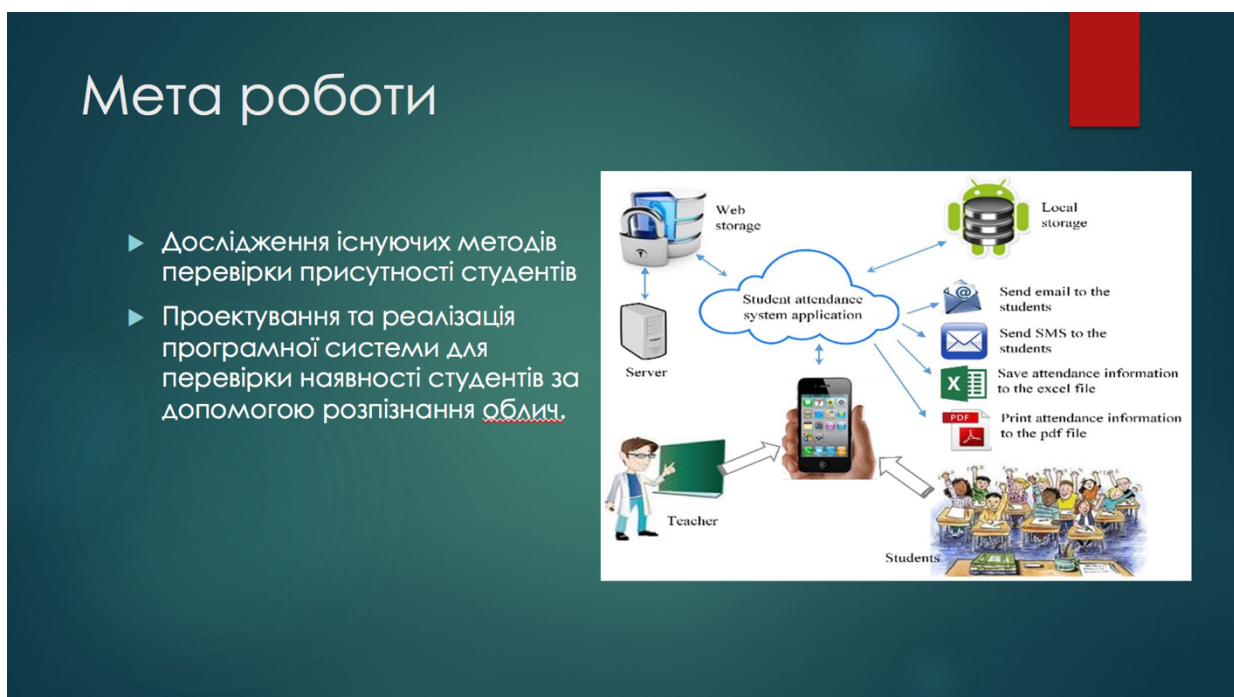 Мета роботи
Дослідження існуючих методів
перевірки присутності студентів
Проектування та реалізація
програмної системи для
перевірки наявності студентів за
допомогою розпізнання облич.
Web
storage
Local
storage
Student attendance
system application
Server
Send email to the
students
Send SMS to the
students
Save attendance information
to the excel file
PDF
Print attendance information
to the pdf file
Teacher
Students